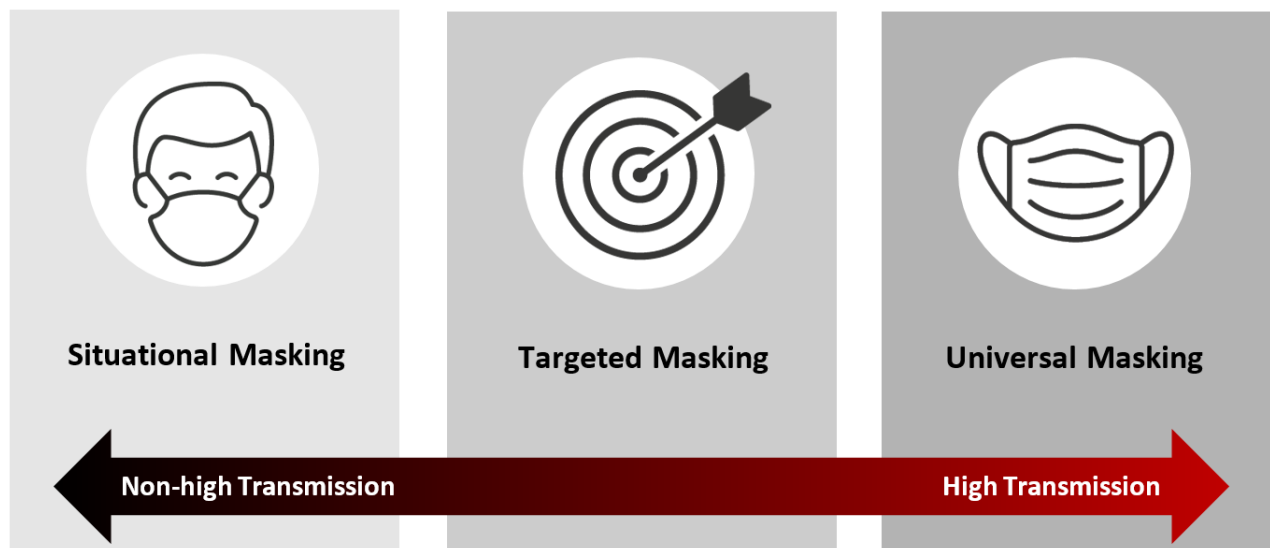 Situational Masking
Targeted Masking
Universal Masking
Non-high Transmission
High Transmission